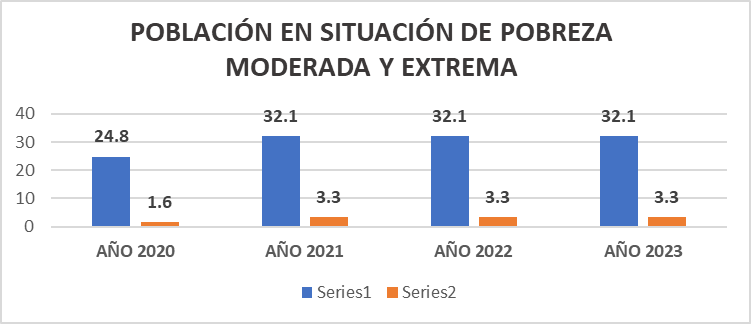 POBLACIÓN EN SITUACIÓN DE POBREZA
MODERADA Y EXTREMA
40
30
20
10
0
24.8
1.6
32.1
3.3
32.1
3.3
32.1
3.3
AÑO 2020
AÑO 2021
AÑO 2022
AÑO 2023
Series1
Series2